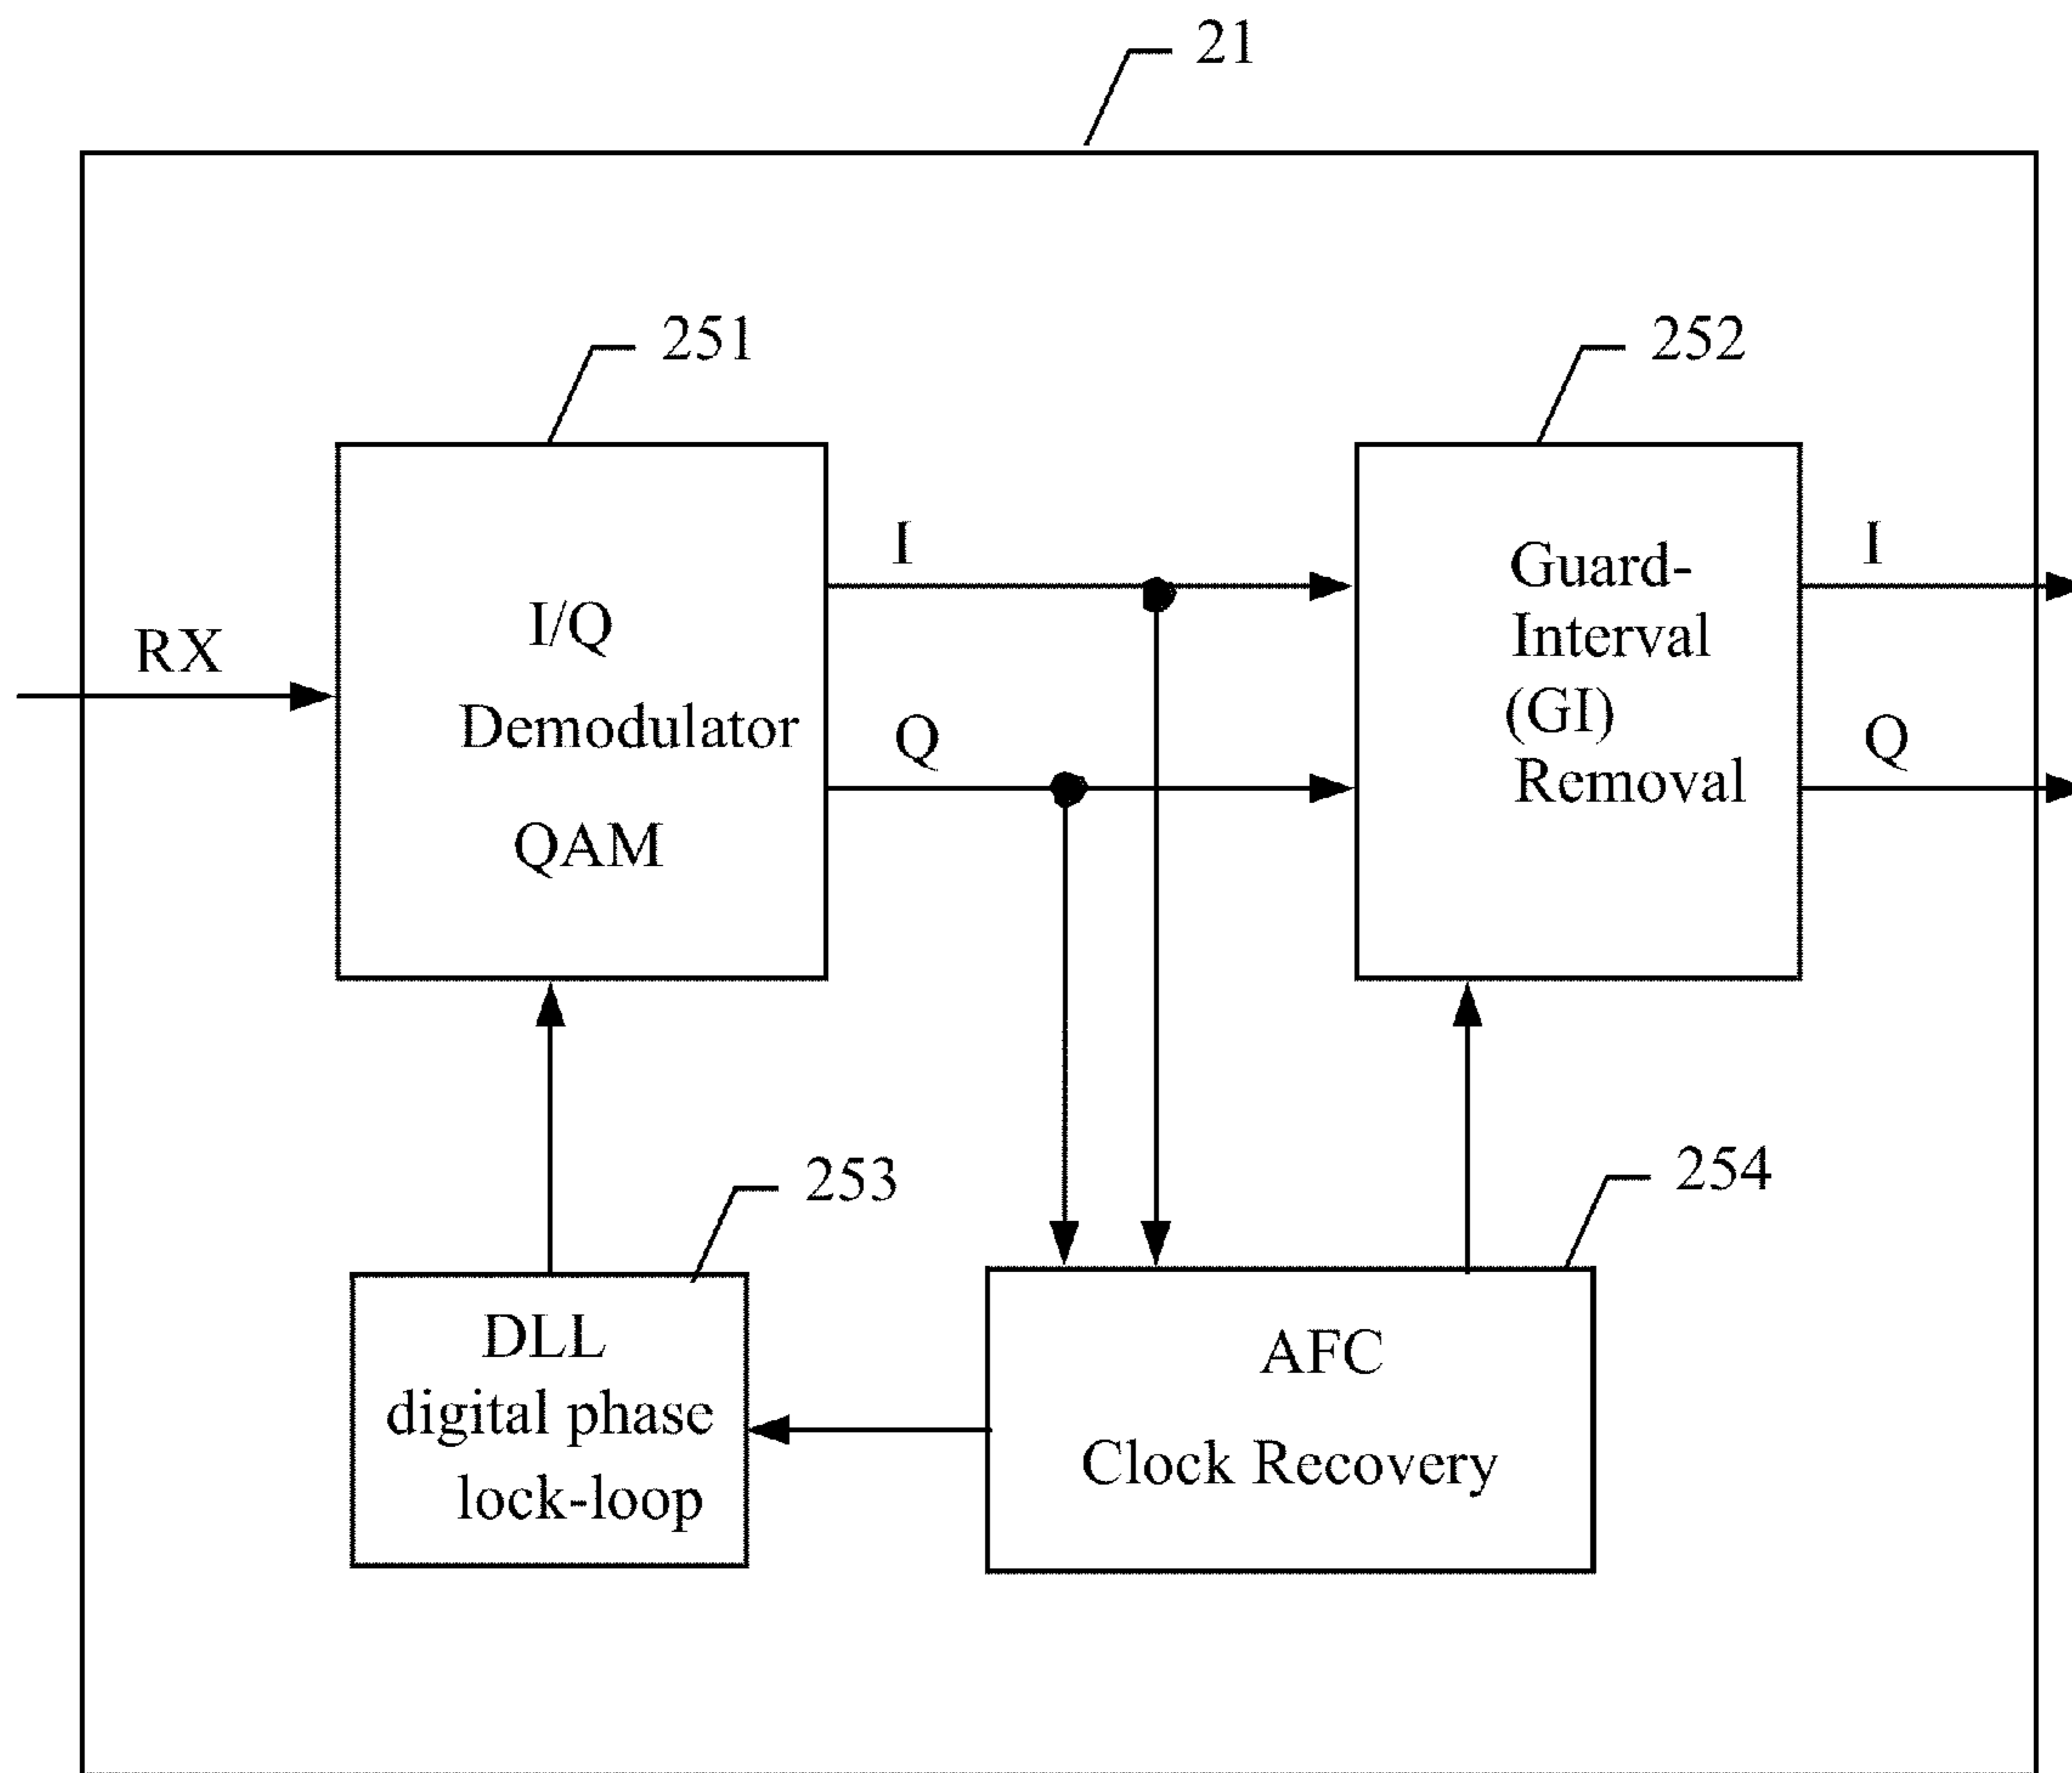 21
251
252
RX
I/Q
Demodulator
QAM
I
Q
Guard-
Interval
(GI)
Removal
I
Q
253
254
DLL
digital phase
lock-loop
AFC
Clock Recovery